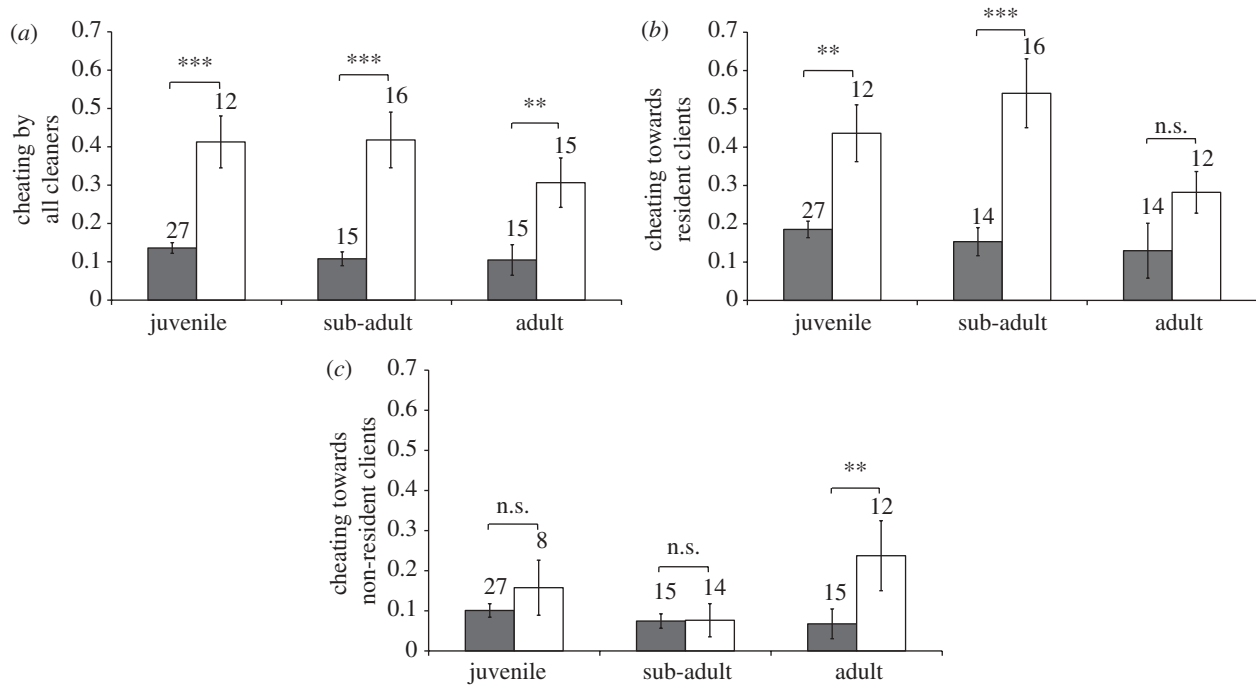 (a)
cheating by
all cleaners
0.7
0.6
0.5
0.4
0.3
0.2
0.1
0
***
27
12
***
15
16
**
15
15
juvenile
sub-adult
adult
(b)
cheating towards
resident clients
0.7
0.6
0.5
0.4
0.3
0.2
0.1
0
**
27
12
***
14
16
n.s.
14
12
juvenile
sub-adult
adult
(c)
cheating towards
non-resident clients
0.7
0.6
0.5
0.4
0.3
0.2
0.1
0
n.s.
27
8
n.s.
15
14
**
15
12
juvenile
sub-adult
adult